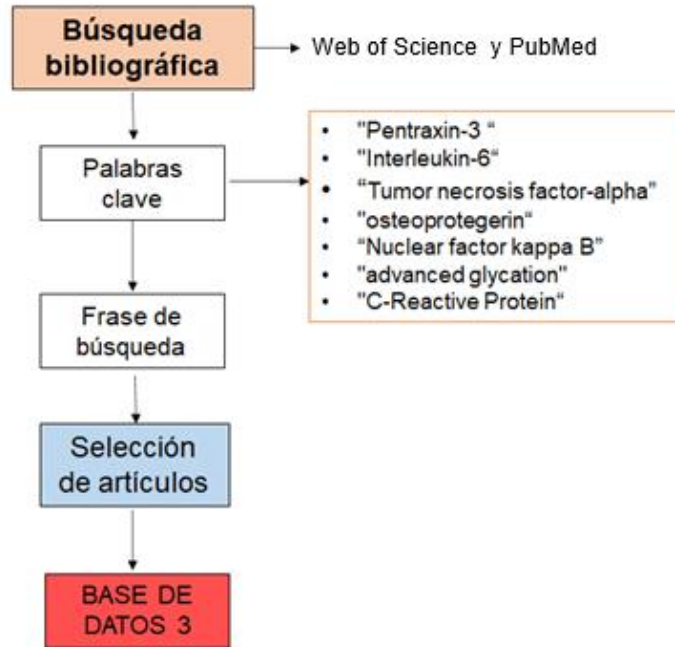 Búsqueda
bibliográfica
Web of Science y PubMed
Palabras
clave
• "Pentraxin-3 “
• "Interleukin-6“
• “Tumor necrosis factor-alpha”
• "osteoprotegerin“
• “Nuclear factor kappa B”
• "advanced glycation"
• "C-Reactive Protein“
Frase de
búsqueda
Selección
de artículos
BASE DE
DATOS 3